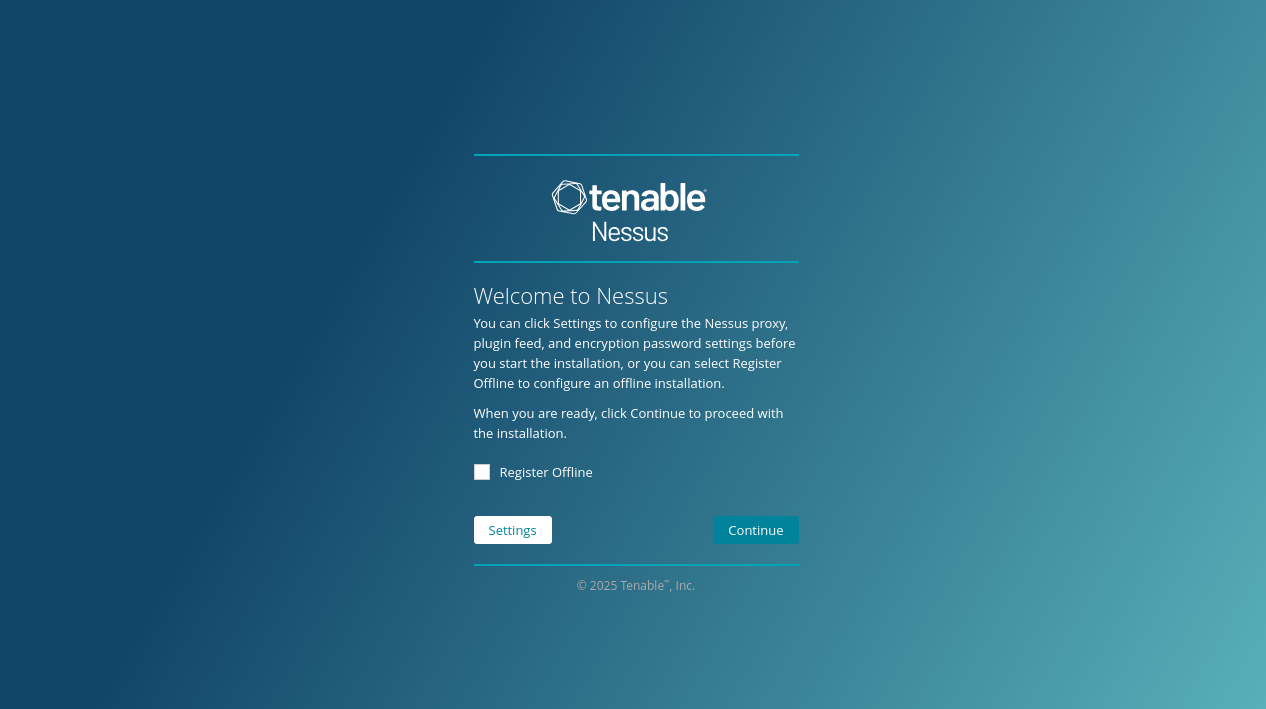 tenable
Nessus
Welcome to Nessus
You can click Settings to configure the Nessus proxy,
plugin feed, and encryption password settings before
you start the installation, or you can select Register
Offline to configure an offline installation.
When you are ready, click Continue to proceed with
the installation.
Register Offline
Settings
Continue
© 2025 Tenable™, Inc.